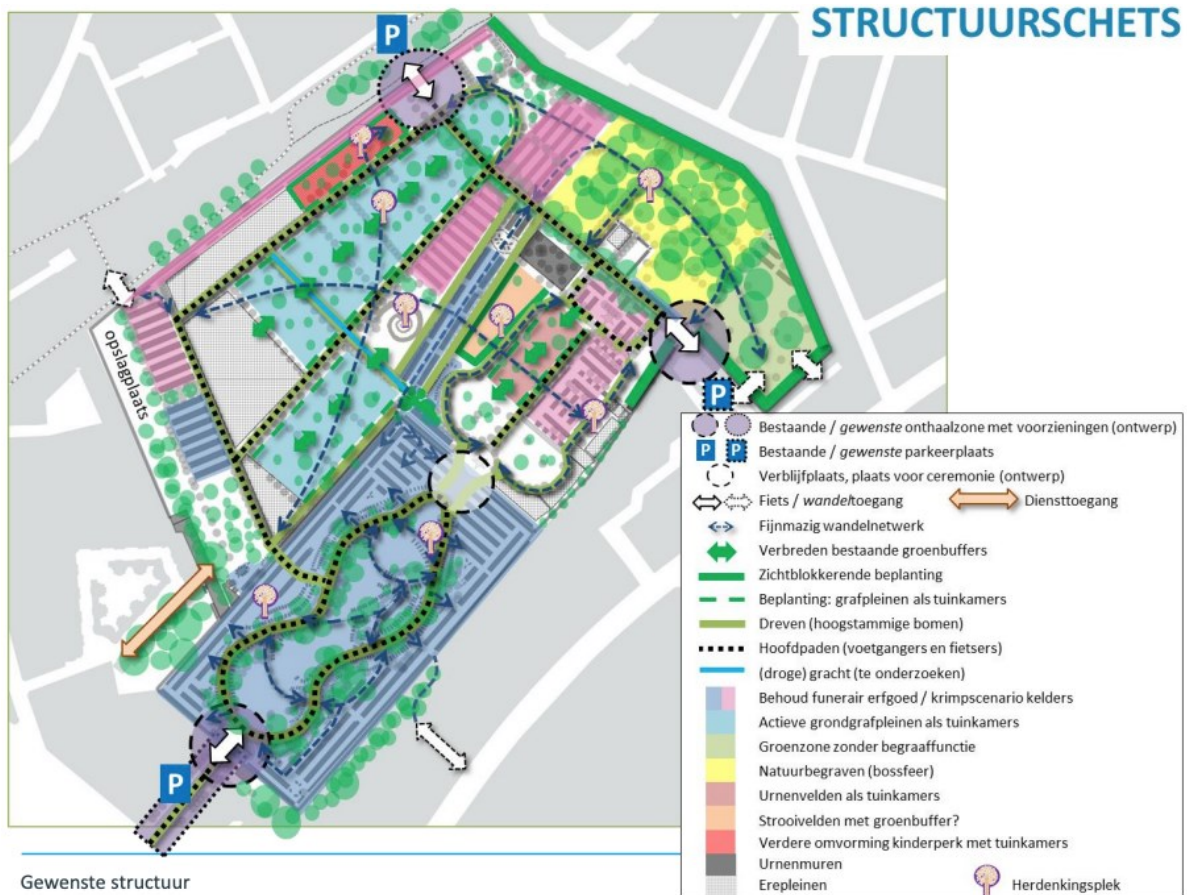 STRUCTUURSCHETS
P
opslagplaats
P
P
Bestaande / gewenste onthaalzone met voorzieningen (ontwerp)
P P Bestaande / gewenste parkeerplaats
Verblijfplaats, plaats voor ceremonie (ontwerp)
Fiets / wandeltoegang Diensttoegang
Fijnmazig wandelnetwerk
Verbreden bestaande groenbuffers
Zichtblokkerende beplanting
Beplanting: grafpleinen als tuinkamers
Dreven (hoogstammige bomen)
Hoofdpaden (voetgangers en fietsers)
(droge) gracht (te onderzoeken)
Behoud funerair erfgoed / krimpscenario kelders
Actieve grondgrafpleinen als tuinkamers
Groenzone zonder begraaffunctie
Natuurbegraven (bossfeer)
Urnenvelden als tuinkamers
Strooivelden met groenbuffer?
Verdere omvorming kinderperk met tuinkamers
Urnenmuren
Erepleinen Herdenkingsplek
Gewenste structuur